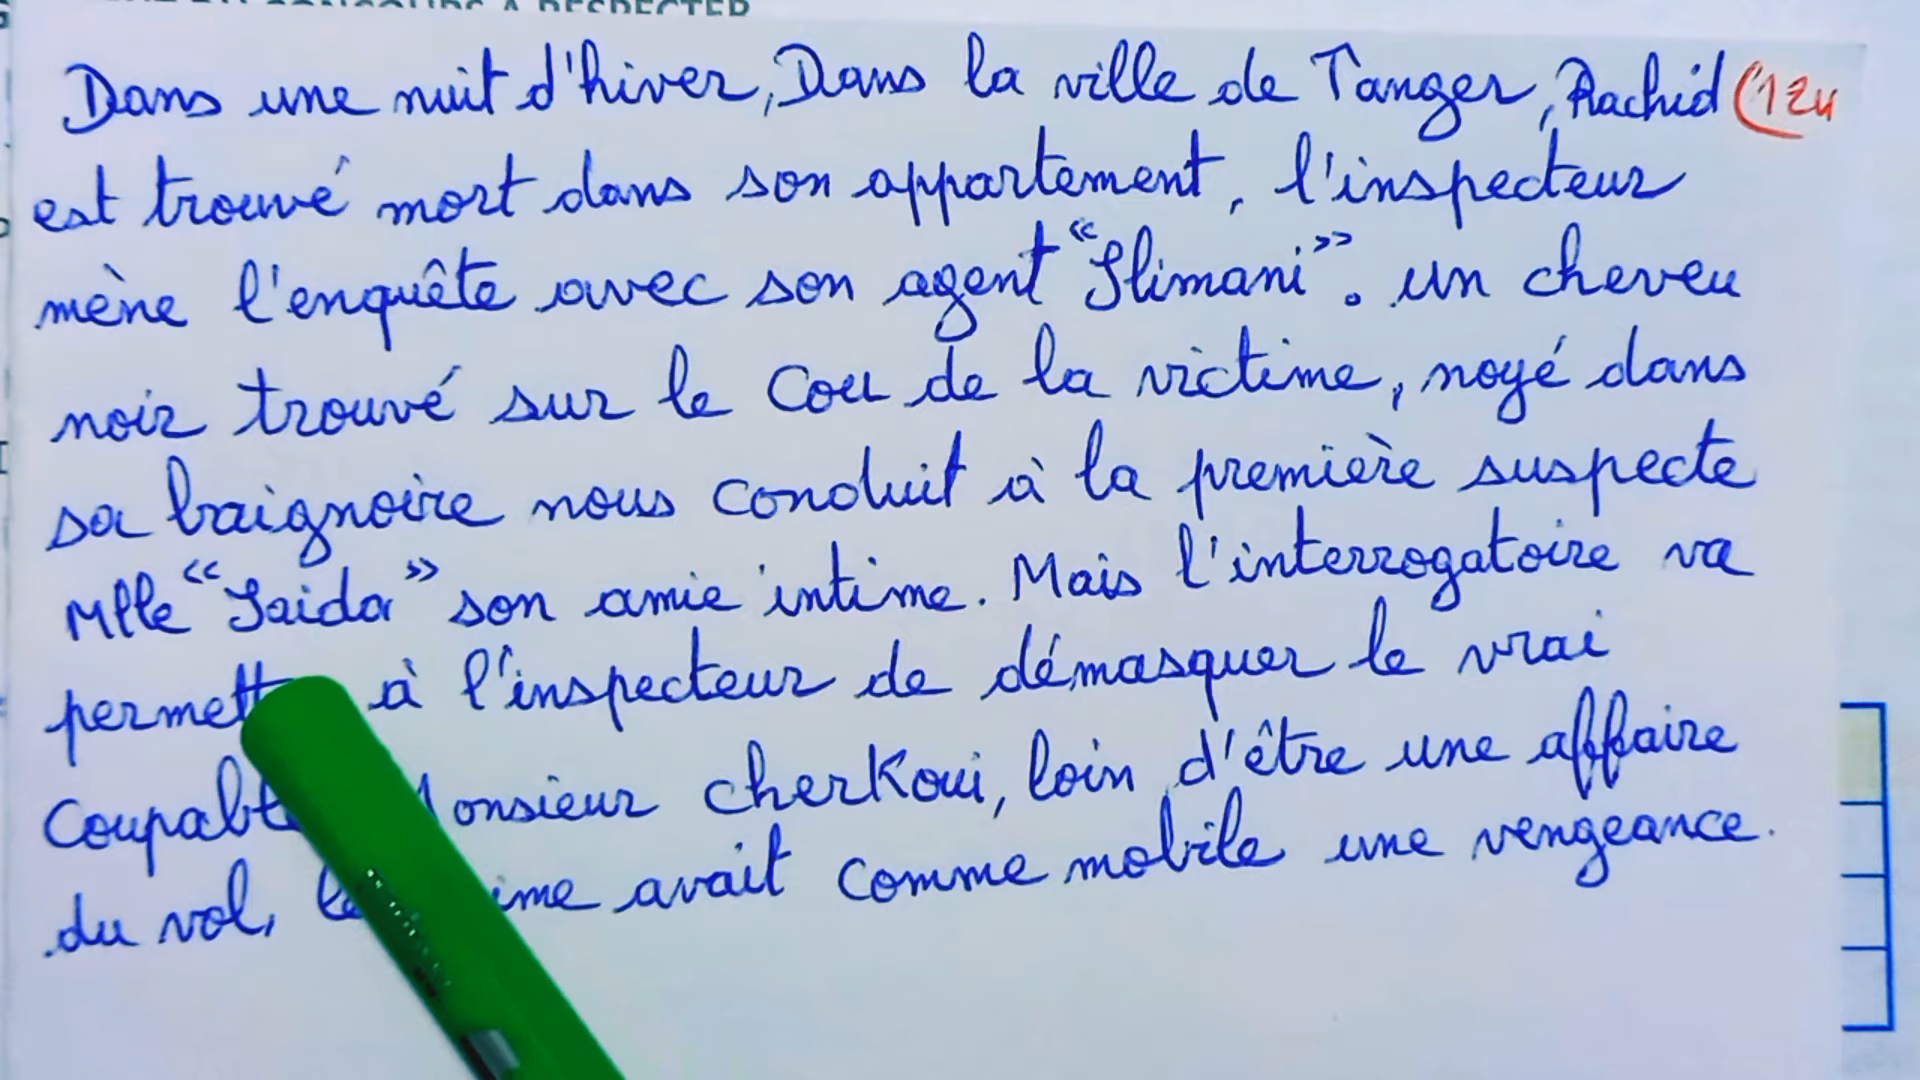 A RESPECTER
Dans une nuit d'hiver, Dans la ville de Tanger, Rachid
est trouvé mort dans son appartement, l'inspecteur
mène l'enquête avec son agent "Slimani". un cheveu
noir trouvé sur le cou de la victime, noyé dans
sa baignoire nous conduit à la première suspecte
Mlle "Saida" son amie intime. Mais l'interrogatoire va
à l'inspecteur de démasquer le vrai
cherkoui, loin d'être une affaire
du vol, avait comme mobile une vengeance.